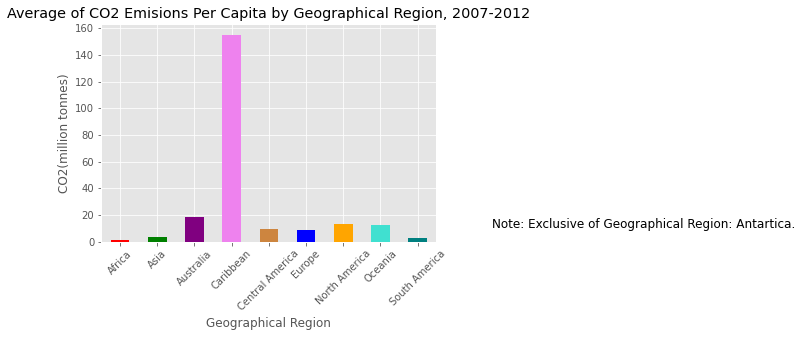 Average of CO2 Emisions Per Capita by Geographical Region, 2007-2012
160
140
120
100
80
60
40
20
0
CO2(million tonnes)
Africa
Asia
Australia
Caribbean
Central America
Europe
North America
Oceania
South America
Geographical Region
Note: Exclusive of Geographical Region: Antartica.